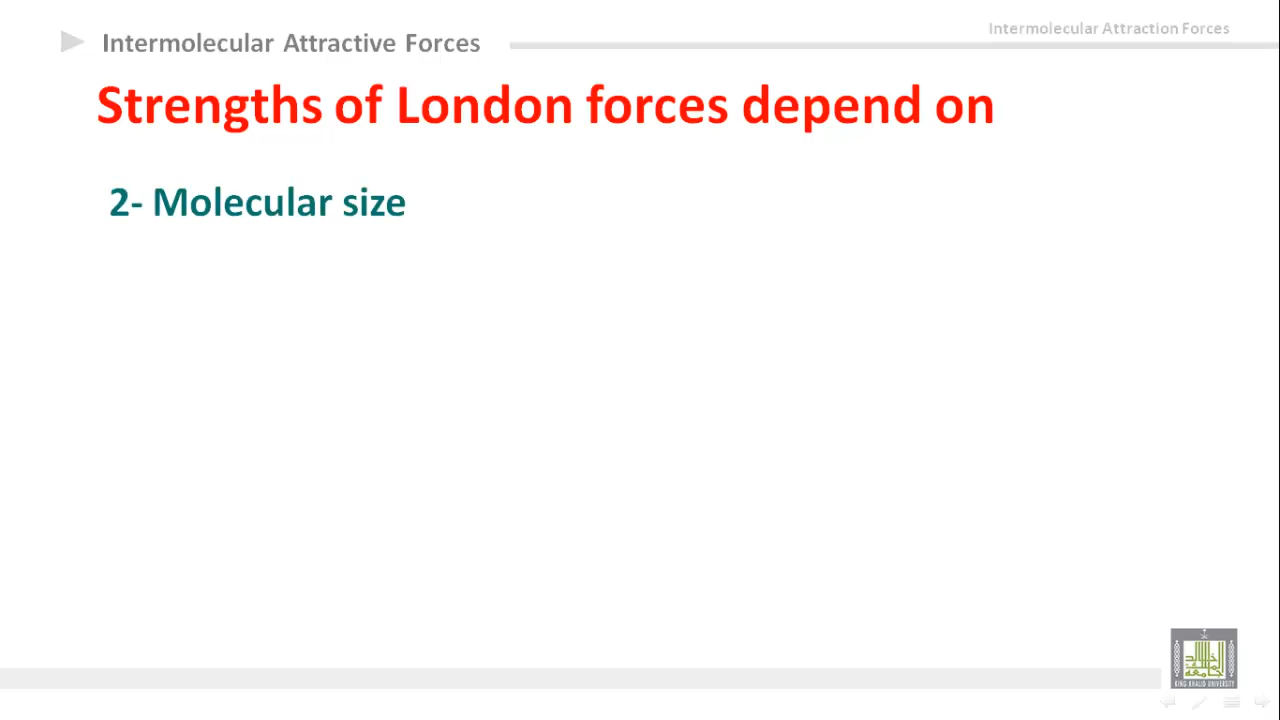 Intermolecular Attractive Forces
Intermolecular Attraction Forces
Strengths of London forces depend on
2- Molecular size
KING KHALID UNIVERSITY